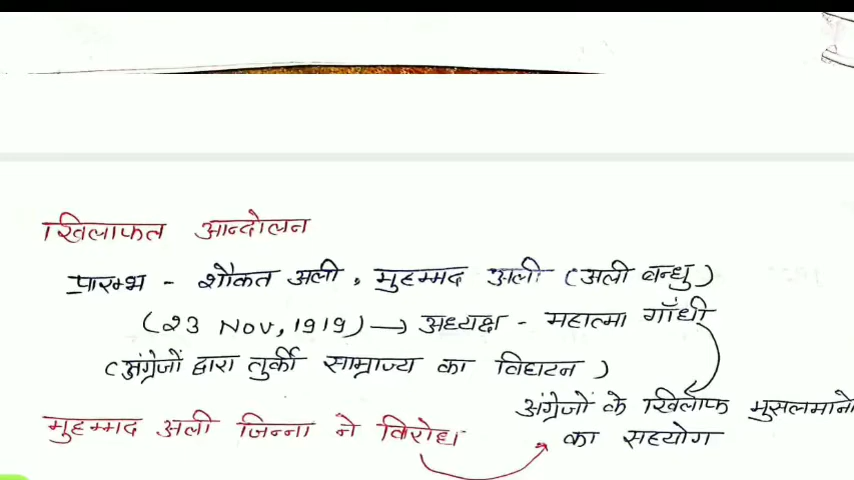 खिलाफत आन्दोलन
प्रारम्भ - शौकत अली, मुहम्मद अली (अली बन्धु)
(23 NOV, 1919) → अध्यक्ष - महात्मा गाँधी
(अंग्रेजों द्वारा तुर्की साम्राज्य का विघटन)
अंग्रेजों के खिलाफ मुसलमानो
का सहयोग
मुहम्मद अली जिन्ना ने विरोध